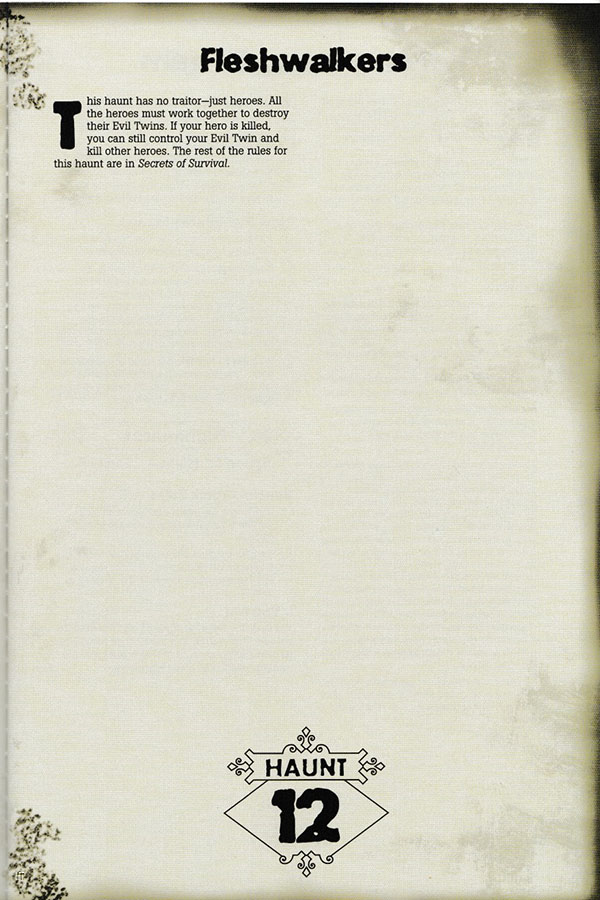 Fleshwalkers
This haunt has no traitor—just heroes. All
the heroes must work together to destroy
their Evil Twins. If your hero is killed,
you can still control your Evil Twin and
kill other heroes. The rest of the rules for
this haunt are in Secrets of Survival.
HAUNT
12